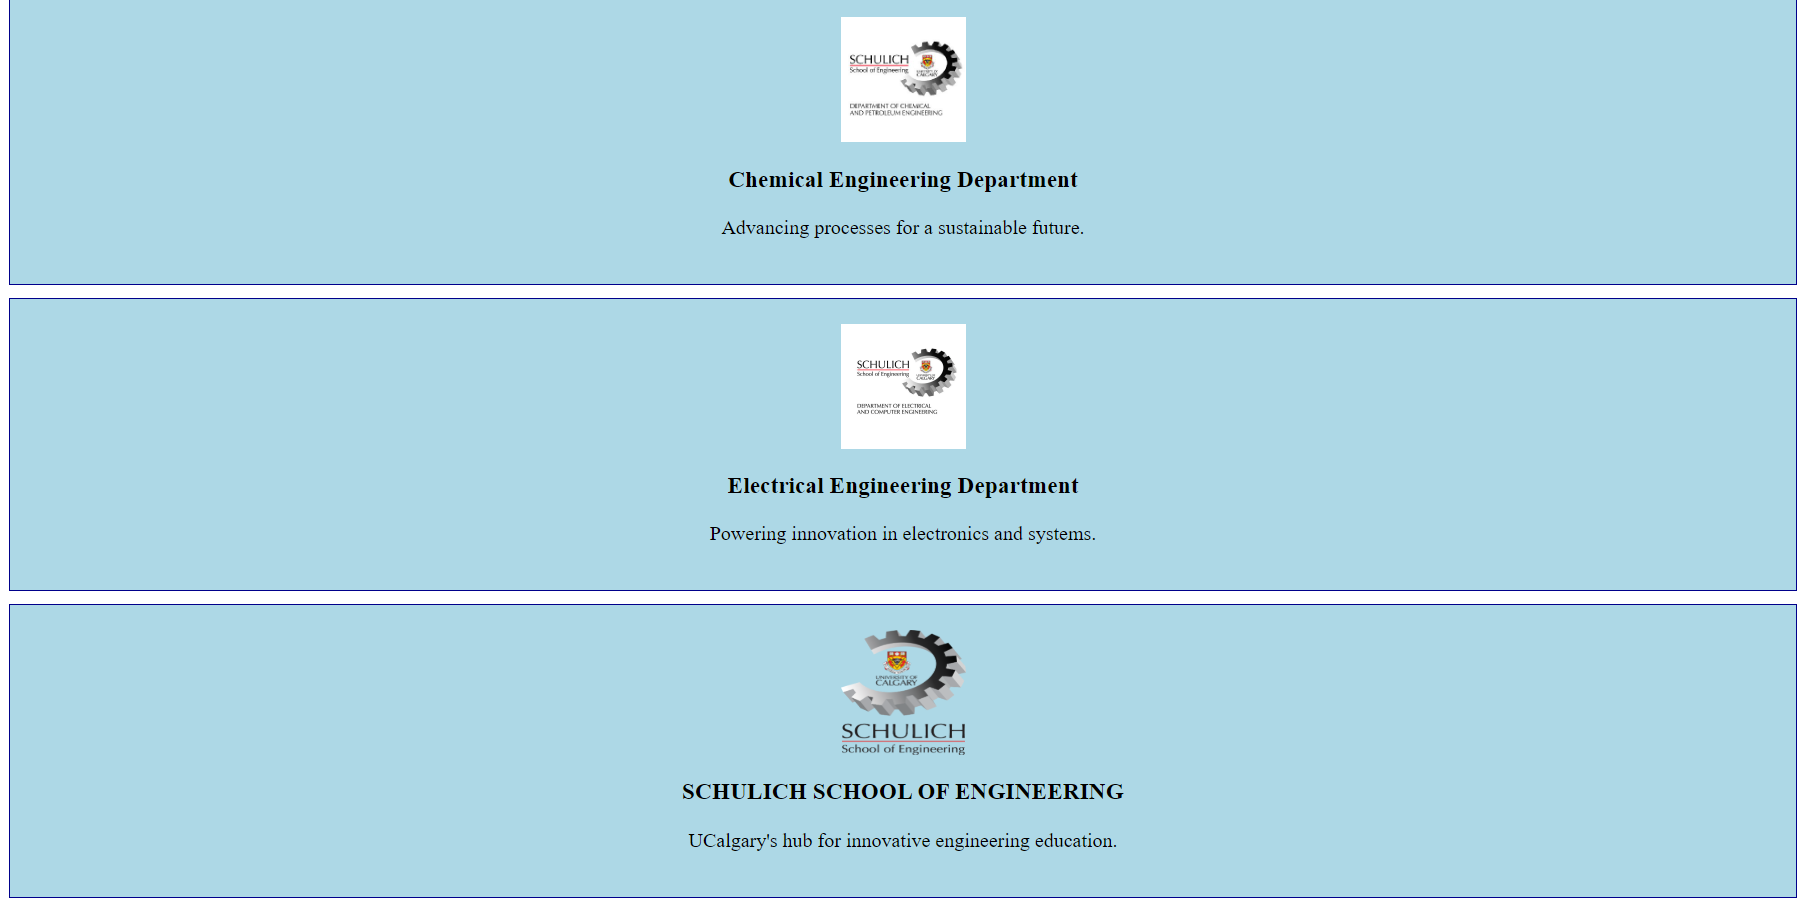 SCHULICH
School of Engineering
UNIVERSITY OF
CALGARY
DEPARTMENT OF CHEMICAL
AND PETROLEUM ENGINEERING
Chemical Engineering Department
Advancing processes for a sustainable future.
SCHULICH
School of Engineering
UNIVERSITY OF
CALGARY
DEPARTMENT OF ELECTRICAL
AND COMPUTER ENGINEERING
Electrical Engineering Department
Powering innovation in electronics and systems.
UNIVERSITY OF
CALGARY
SCHULICH
School of Engineering
SCHULICH SCHOOL OF ENGINEERING
UCalgary's hub for innovative engineering education.